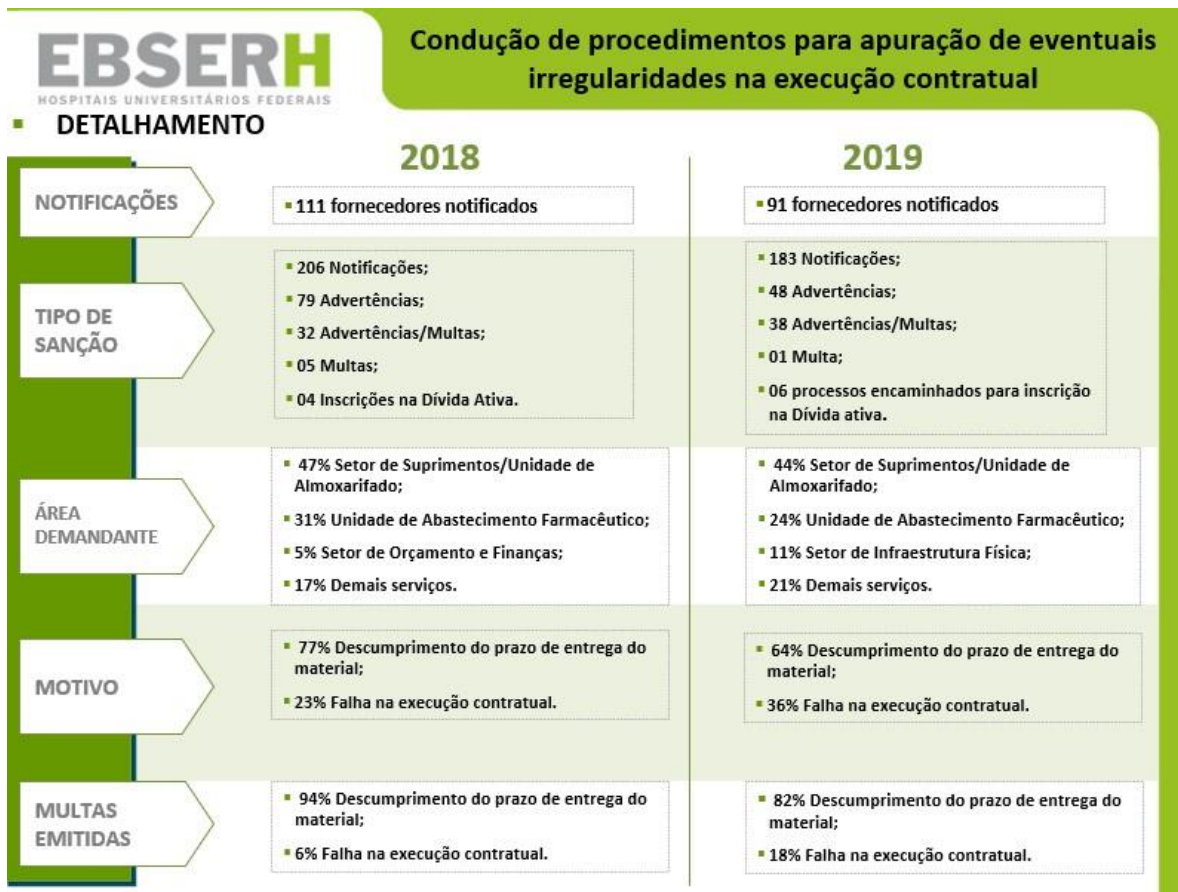 EBSERH
HOSPITAIS UNIVERSITÁRIOS FEDERAIS
Condução de procedimentos para apuração de eventuais
irregularidades na execução contratual
▪ DETALHAMENTO
2018
2019
NOTIFICAÇÕES
▪ 111 fornecedores notificados
▪ 91 fornecedores notificados
TIPO DE
SANÇÃO
▪ 206 Notificações;
▪ 79 Advertências;
▪ 32 Advertências/Multas;
▪ 05 Multas;
▪ 04 Inscrições na Dívida Ativa.
▪ 183 Notificações;
▪ 48 Advertências;
▪ 38 Advertências/Multas;
▪ 01 Multa;
▪ 06 processos encaminhados para inscrição
na Dívida ativa.
ÁREA
DEMANDANTE
▪ 47% Setor de Suprimentos/Unidade de
Almoxarifado;
▪ 31% Unidade de Abastecimento Farmacêutico;
▪ 5% Setor de Orçamento e Finanças;
▪ 17% Demais serviços.
▪ 44% Setor de Suprimentos/Unidade de
Almoxarifado;
▪ 24% Unidade de Abastecimento Farmacêutico;
▪ 11% Setor de Infraestrutura Física;
▪ 21% Demais serviços.
MOTIVO
▪ 77% Descumprimento do prazo de entrega do
material;
▪ 23% Falha na execução contratual.
▪ 64% Descumprimento do prazo de entrega do
material;
▪ 36% Falha na execução contratual.
MULTAS
EMITIDAS
▪ 94% Descumprimento do prazo de entrega do
material;
▪ 6% Falha na execução contratual.
▪ 82% Descumprimento do prazo de entrega do
material;
▪ 18% Falha na execução contratual.